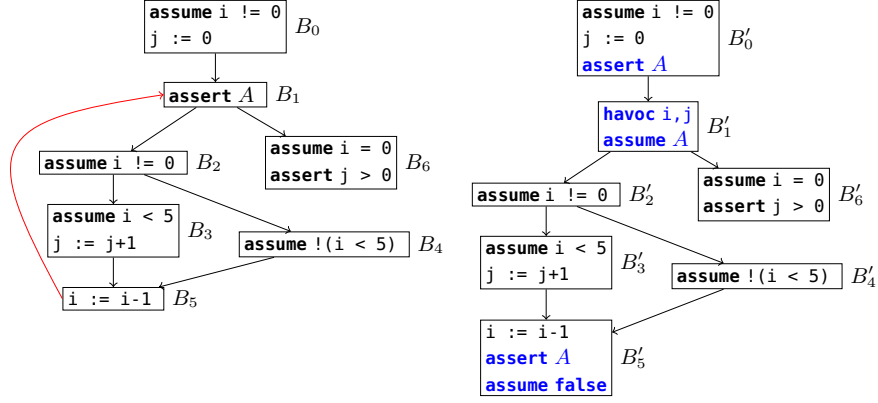 assume i != 0
j := 0
B₀
assert A
B₁
assume i != 0
B₂
assume i = 0
assert j > 0
B₆
assume i < 5
j := j+1
B₃
assume !(i < 5)
B₄
i := i-1
B₅
assume i != 0
j := 0
assert A
B′₀
havoc i,j
assume A
B′₁
assume i != 0
B′₂
assume i = 0
assert j > 0
B′₆
assume i < 5
j := j+1
B′₃
assume !(i < 5)
B′₄
i := i-1
assert A
assume false
B′₅